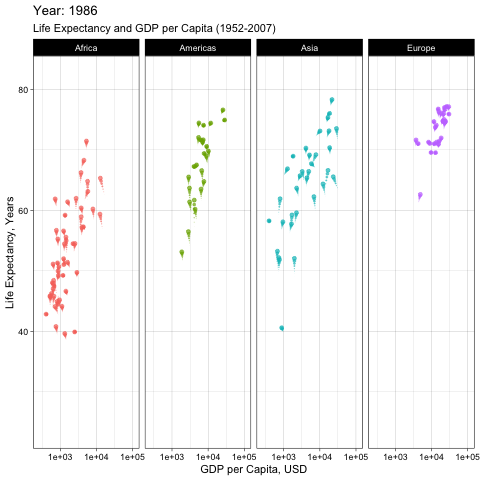 Year: 1986
Life Expectancy and GDP per Capita (1952-2007)
Africa Americas Asia Europe
80
60
40
Life Expectancy, Years
1e+03 1e+04 1e+05 1e+03 1e+04 1e+05 1e+03 1e+04 1e+05 1e+03 1e+04 1e+05
GDP per Capita, USD